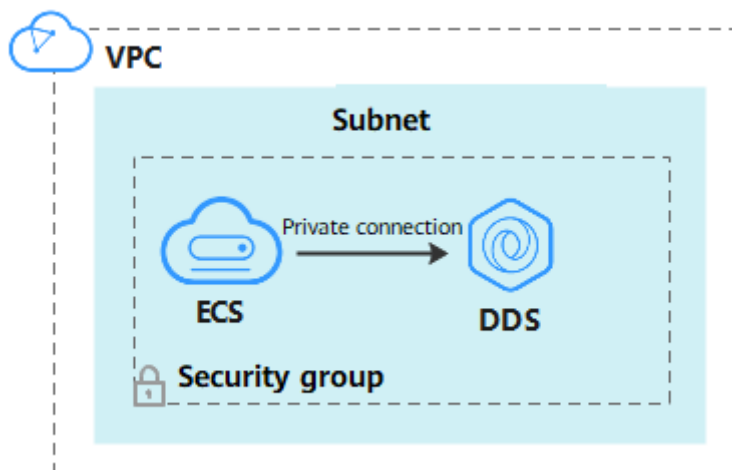 VPC
Subnet
Private connection
ECS
DDS
Security group